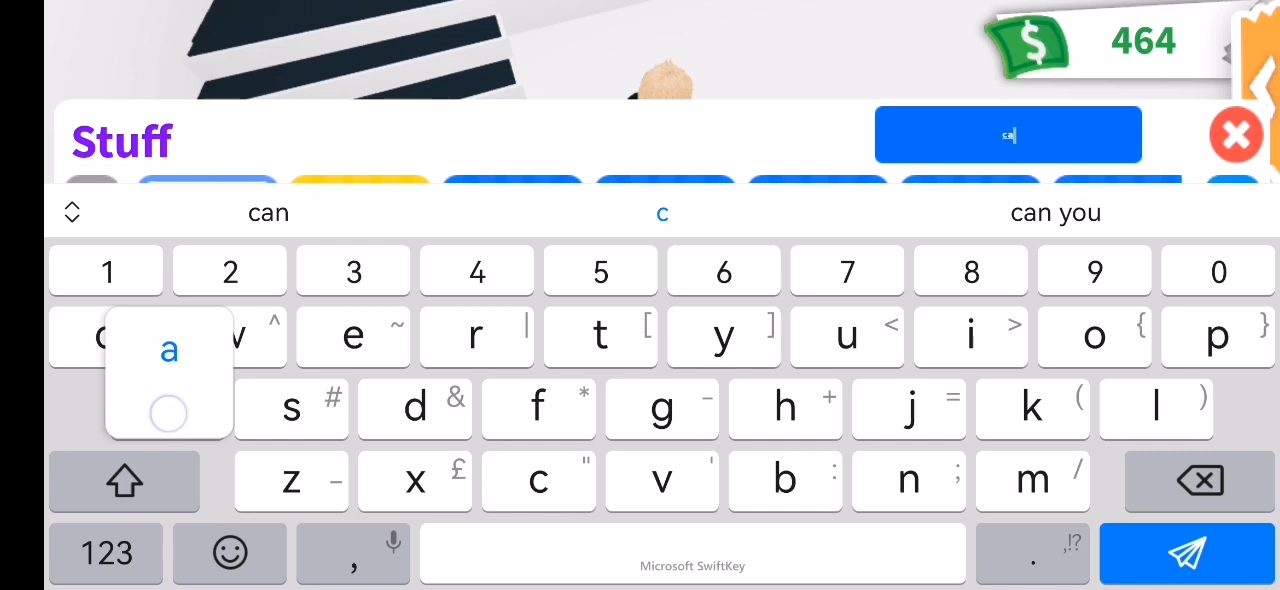 $ 464
Stuff
ca
can c can you
1 2 3 4 5 6 7 8 9 0
a ^ e ~ r | t [ y ] u < i > o { p }
s # d & f * g - h + j = k ( l )
z _ x £ c " v ' b : n ; m /
123 , Microsoft SwiftKey . ,!?